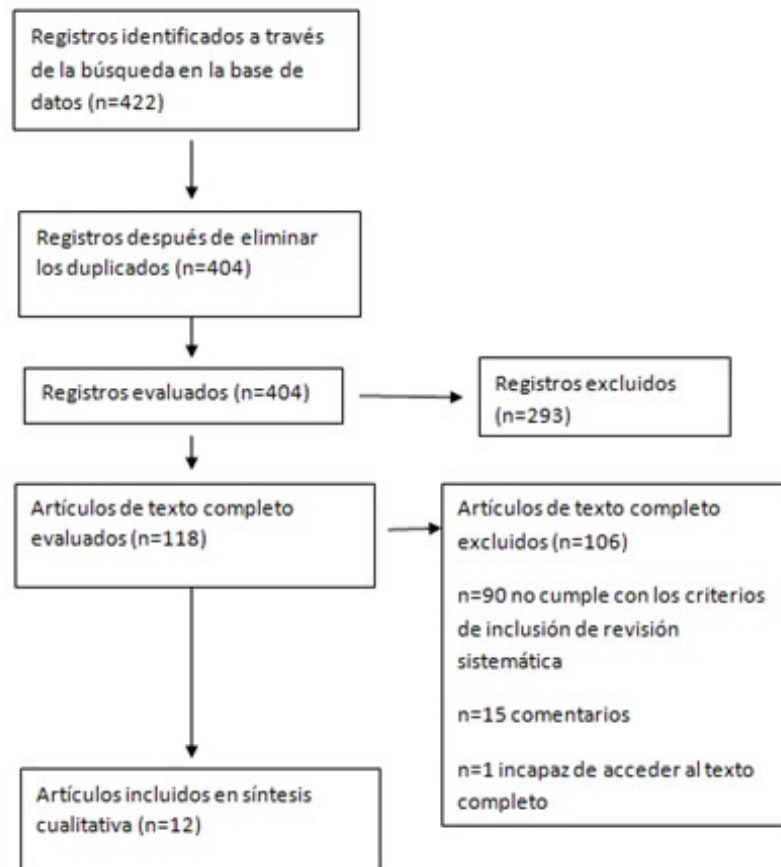 Registros identificados a través
de la búsqueda en la base de
datos (n=422)
Registros después de eliminar
los duplicados (n=404)
Registros evaluados (n=404)
Registros excluidos
(n=293)
Artículos de texto completo
evaluados (n=118)
Artículos de texto completo
excluidos (n=106)
n=90 no cumple con los criterios
de inclusión de revisión
sistemática
n=15 comentarios
n=1 incapaz de acceder al texto
completo
Artículos incluidos en síntesis
cualitativa (n=12)